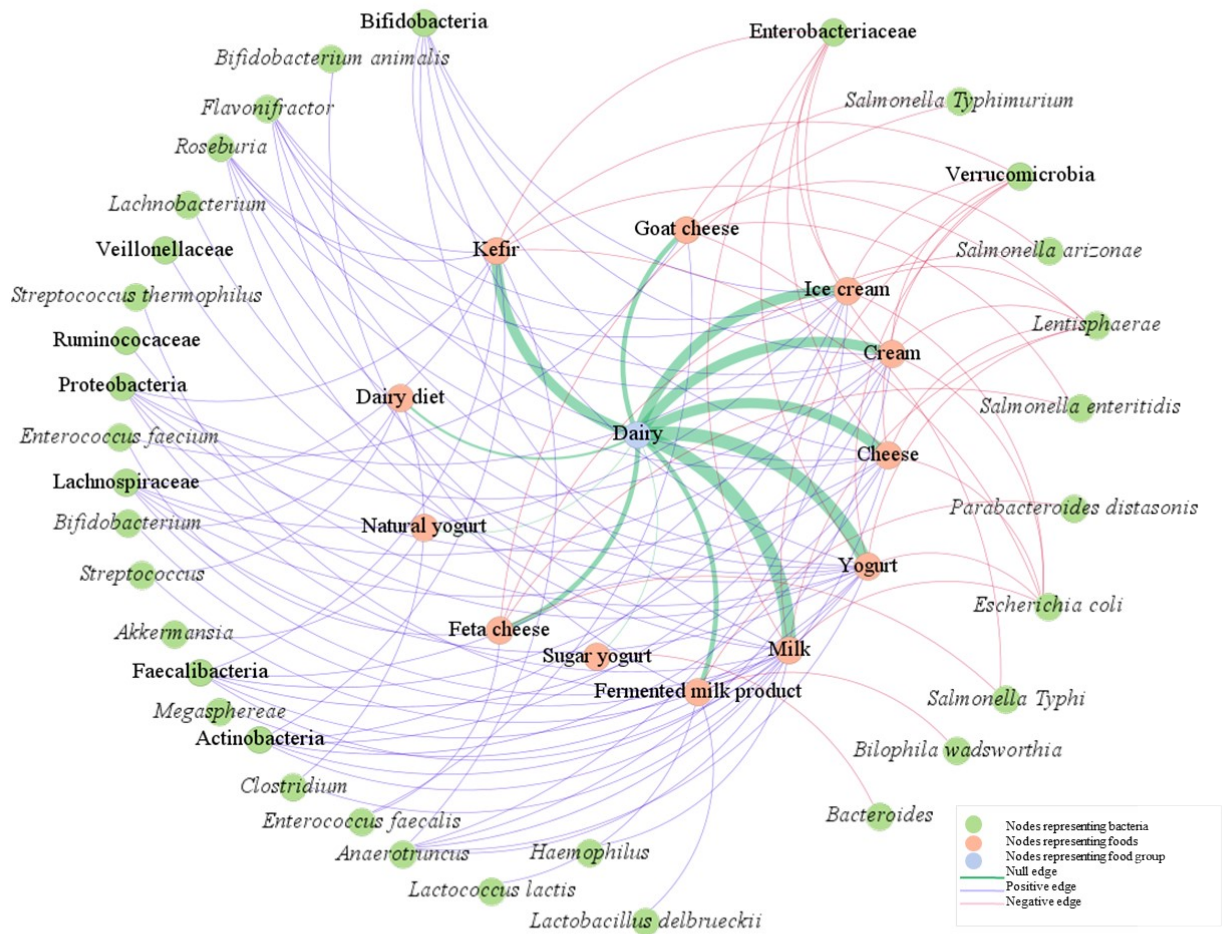 Bifidobacteria
Enterobacteriaceae
Bifidobacterium animalis
Flavonifractor
Salmonella Typhimurium
Roseburia
Verrucomicrobia
Lachnobacterium
Goat cheese
Veillonellaceae
Kefir
Salmonella arizonae
Streptococcus thermophilus
Ice cream
Lentisphaerae
Ruminococaceae
Cream
Proteobacteria
Dairy diet
Salmonella enteritidis
Enterococcus faecium
Dairy
Cheese
Lachnospiraceae
Bifidobacterium
Natural yogurt
Parabacteroides distasonis
Streptococcus
Yogurt
Escherichia coli
Akkermansia
Feta cheese
Sugar yogurt
Milk
Faecalibacteria
Fermented milk product
Salmonella Typhi
Megasphereae
Actinobacteria
Bilophila wadsworthia
Clostridium
Enterococcus faecalis
Bacteroides
Anaerotruncus
Haemophilus
Lactococcus lactis
Lactobacillus delbrueckii
Nodes representing bacteria
Nodes representing foods
Nodes representing food group
Null edge
Positive edge
Negative edge